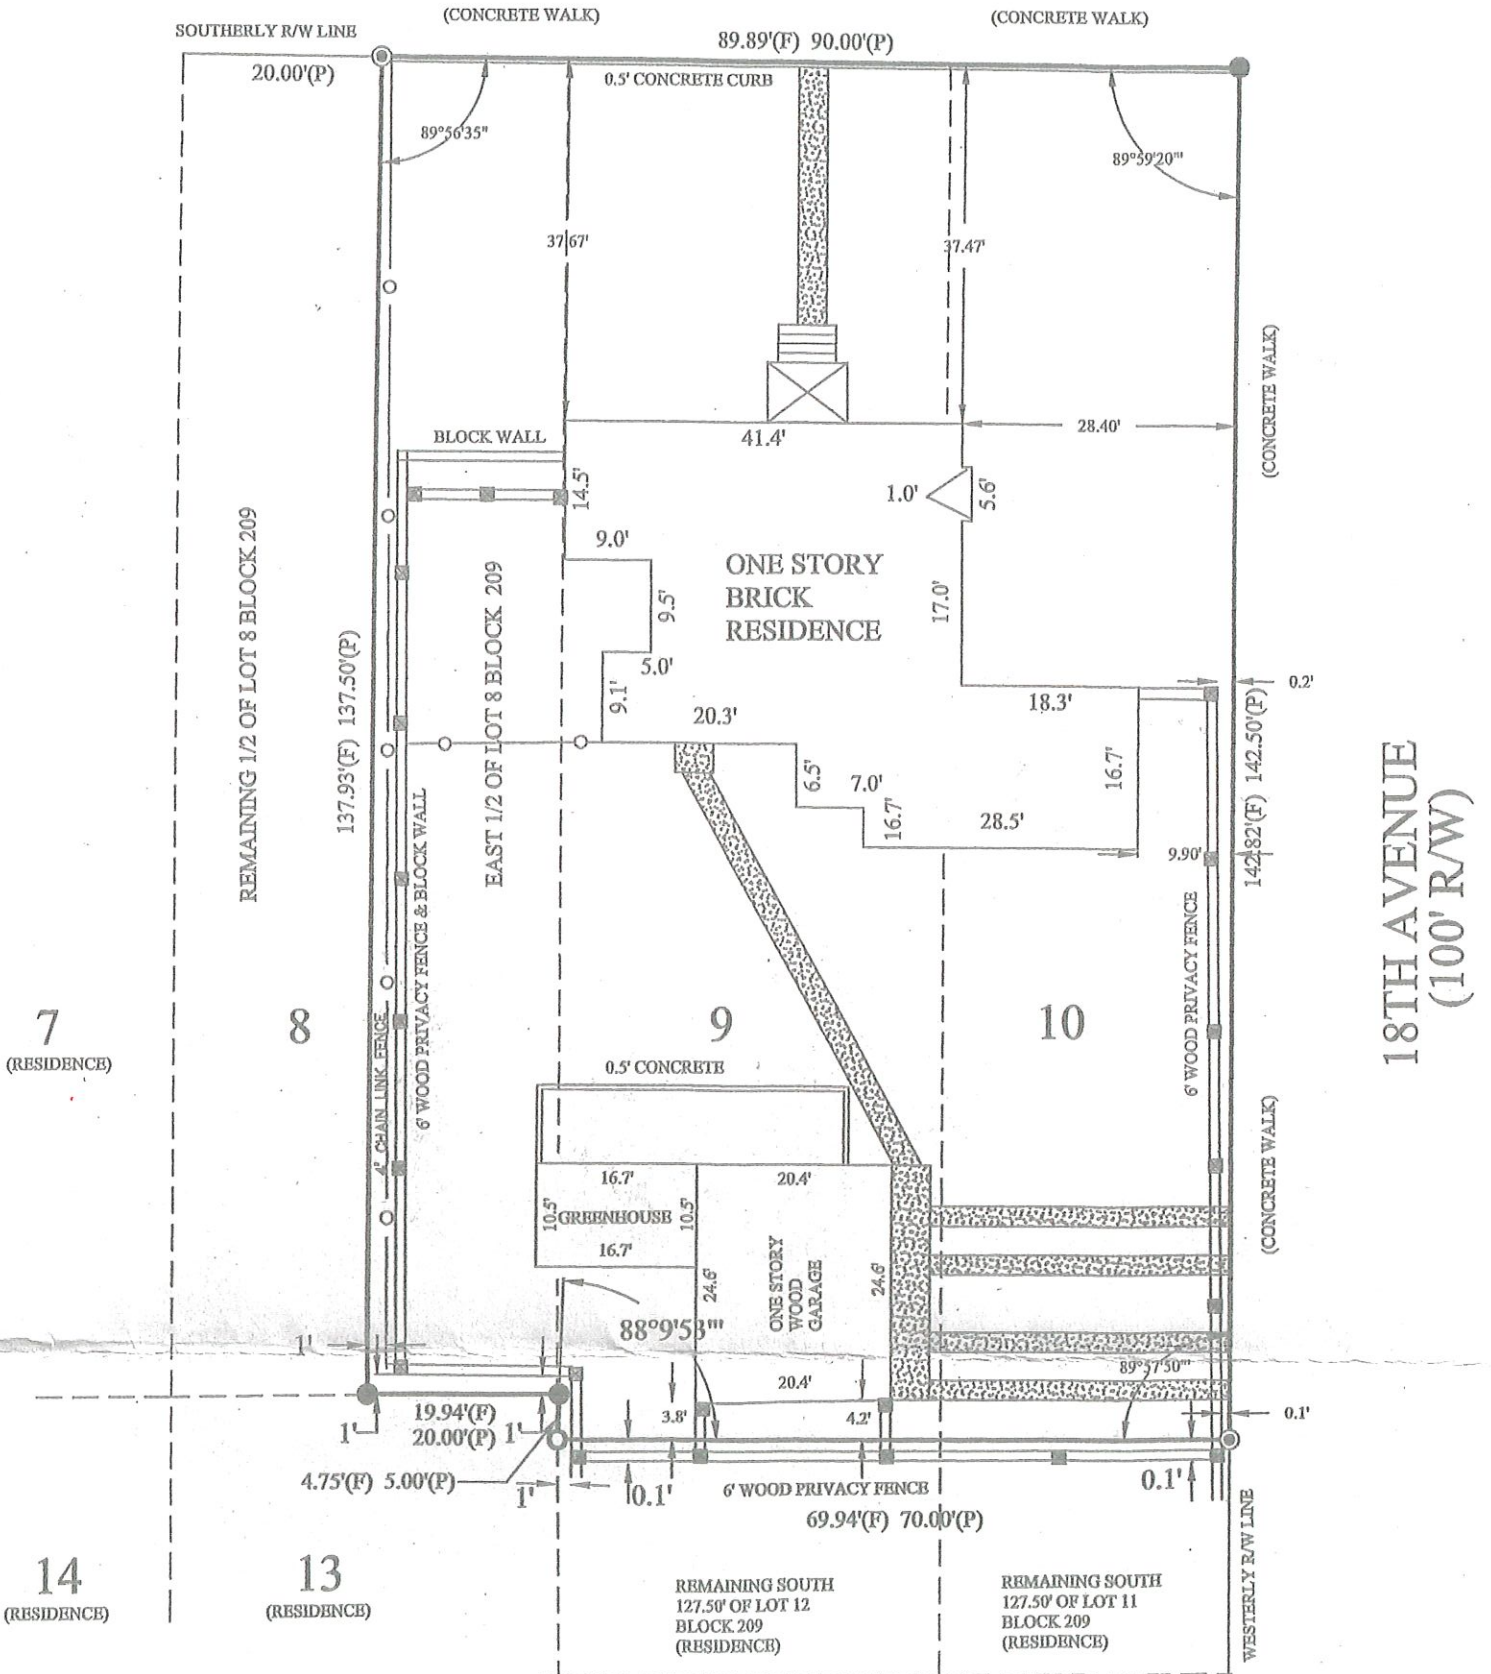 (CONCRETE WALK)
(CONCRETE WALK)
SOUTHERLY R/W LINE
89.89'(F) 90.00'(P)
20.00'(P)
0.5' CONCRETE CURB
89°56'35"
89°59'20'"
37.67'
37.47'
(CONCRETE WALK)
28.40'
BLOCK WALL
41.4'
14.5'
1.0'
5.6'
9.0'
ONE STORY
BRICK
RESIDENCE
9.5'
17.0'
REMAINING 1/2 OF LOT 8 BLOCK 209
EAST 1/2 OF LOT 8 BLOCK 209
5.0'
9.1'
0.2'
18.3'
20.3'
137.93'(F) 137.50'(P)
142.82'(F) 142.50'(P)
6.5'
7.0'
16.7'
16.7'
28.5'
9.90'
18TH AVENUE
(100' R/W)
6' WOOD PRIVACY FENCE & BLOCK WALL
6' WOOD PRIVACY FENCE
7
(RESIDENCE)
8
9
10
4' CHAIN LINK FENCE
0.5' CONCRETE
(CONCRETE WALK)
16.7'
20.4'
10.5'
GREENHOUSE
10.5'
16.7'
24.6'
ONE STORY
WOOD
GARAGE
24.6'
88°9'53'"
1'
89°57'50'"
20.4'
19.94'(F)
20.00'(P)
1'
1'
3.8'
4.2'
0.1'
4.75'(F) 5.00'(P)
1'
0.1'
6' WOOD PRIVACY FENCE
0.1'
69.94'(F) 70.00'(P)
WESTERLY R/W LINE
14
(RESIDENCE)
13
(RESIDENCE)
REMAINING SOUTH
127.50' OF LOT 12
BLOCK 209
(RESIDENCE)
REMAINING SOUTH
127.50' OF LOT 11
BLOCK 209
(RESIDENCE)